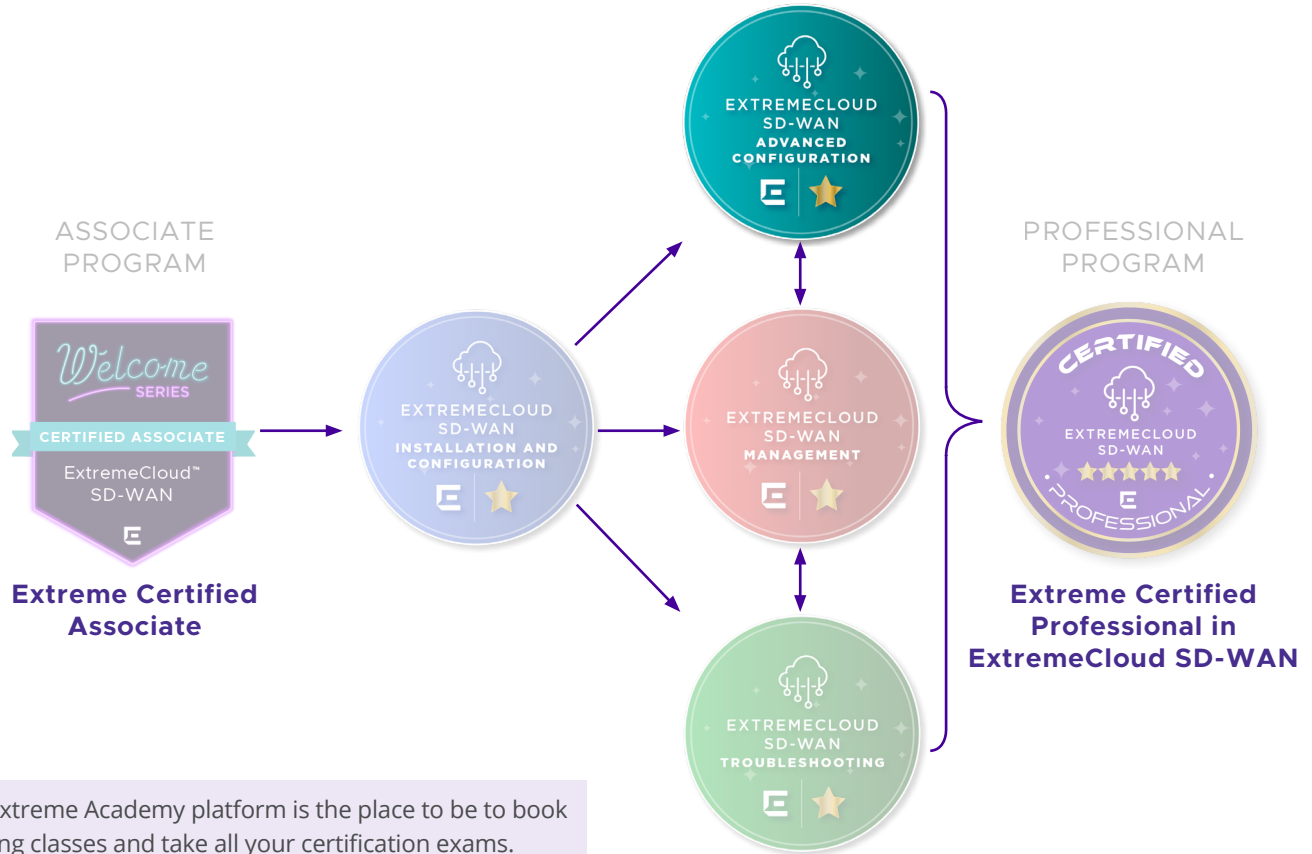 ASSOCIATE
PROGRAM
Welcome
SERIES
CERTIFIED ASSOCIATE
ExtremeCloud™
SD-WAN
Extreme Certified
Associate
EXTREMECLOUD
SD-WAN
INSTALLATION AND
CONFIGURATION
EXTREMECLOUD
SD-WAN
ADVANCED
CONFIGURATION
EXTREMECLOUD
SD-WAN
MANAGEMENT
EXTREMECLOUD
SD-WAN
TROUBLESHOOTING
PROFESSIONAL
PROGRAM
CERTIFIED
EXTREMECLOUD
SD-WAN
PROFESSIONAL
Extreme Certified
Professional in
ExtremeCloud SD-WAN
xtreme Academy platform is the place to be to book
ng classes and take all your certification exams.